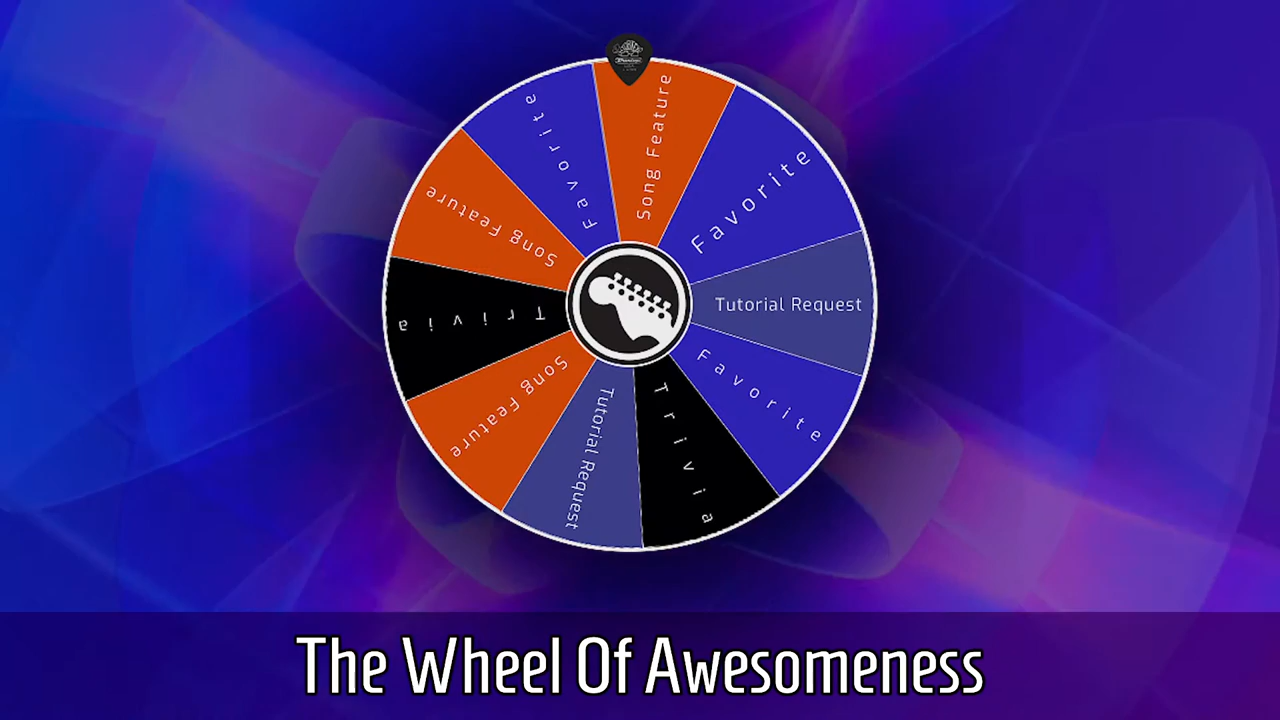 Song Feature
Favorite
Tutorial Request
Favorite
Trivia
Tutorial Request
Song Feature
Trivia
Song Feature
Favorite
The Wheel Of Awesomeness